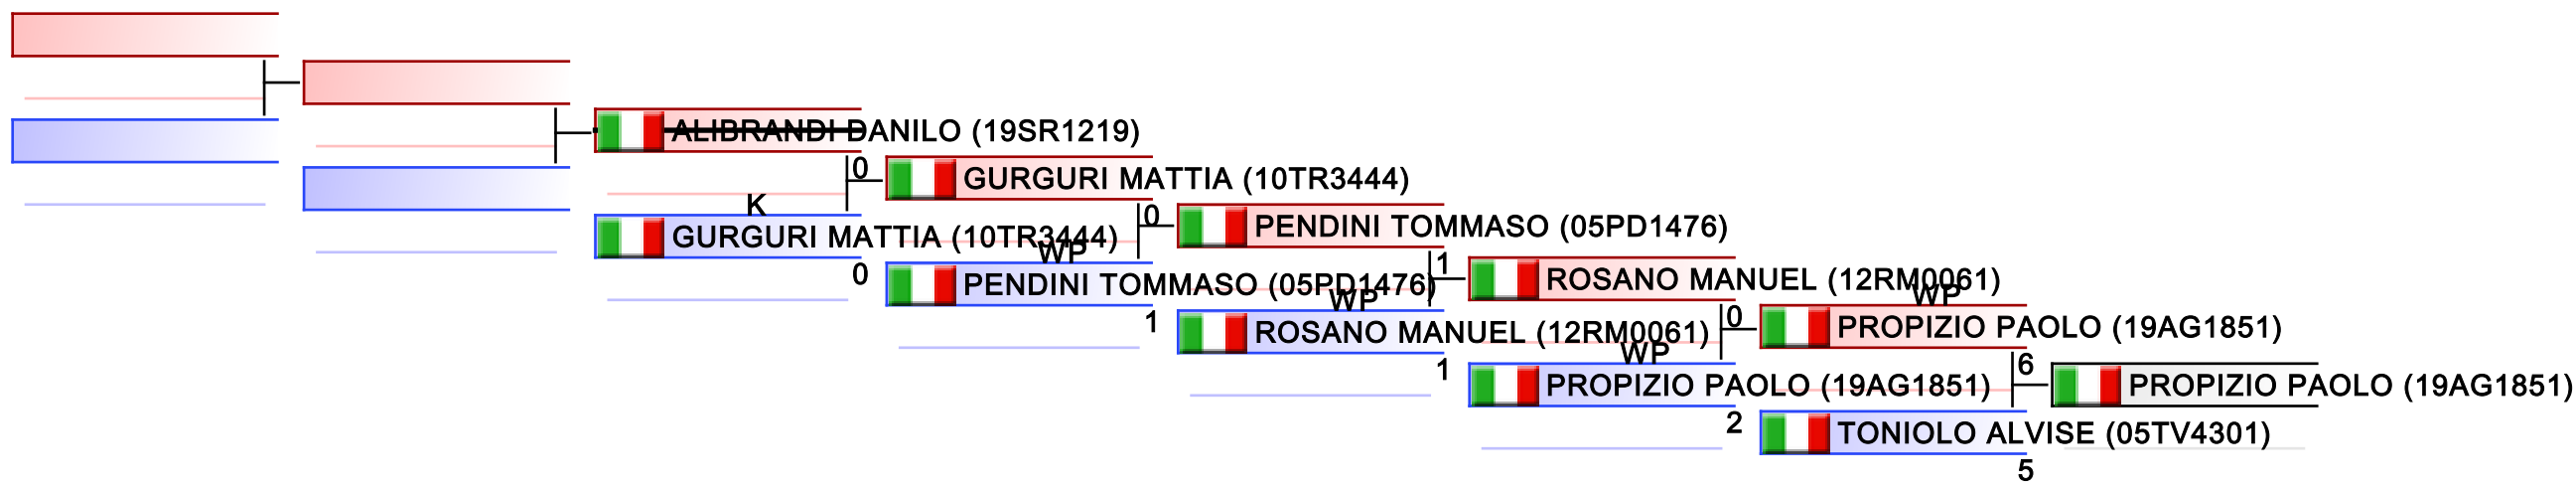 ALIBRANDI DANILO (19SR1219)
0
GURGURI MATTIA (10TR3444)
K
0
PENDINI TOMMASO (05PD1476)
GURGURI MATTIA (10TR3444)
WP
1
ROSANO MANUEL (12RM0061)
0
PENDINI TOMMASO (05PD1476)
WP
WP
1
0
PROPIZIO PAOLO (19AG1851)
ROSANO MANUEL (12RM0061)
WP
6
1
PROPIZIO PAOLO (19AG1851)
PROPIZIO PAOLO (19AG1851)
2
TONIOLO ALVISE (05TV4301)
5